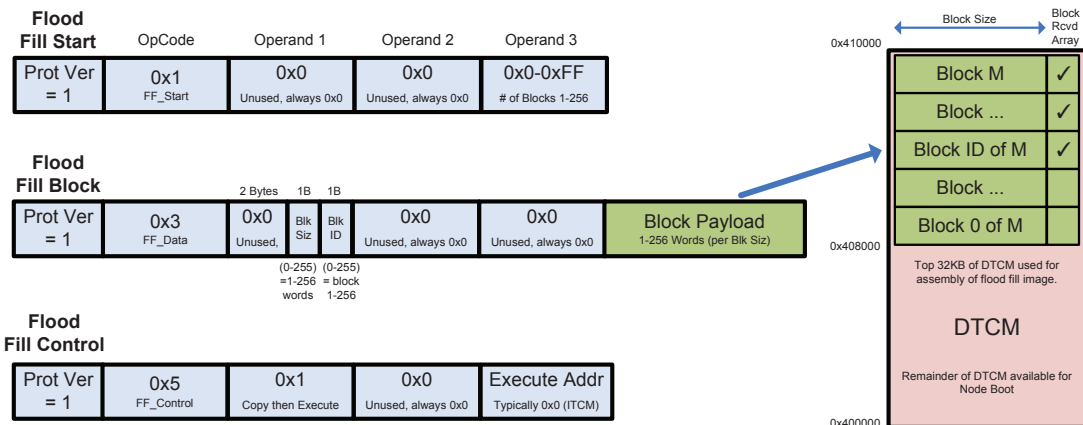 Flood
Fill Start
OpCode
Operand 1
Operand 2
Operand 3
Prot Ver
= 1
0x1
FF_Start
0x0
Unused, always 0x0
0x0
Unused, always 0x0
0x0-0xFF
# of Blocks 1-256
Flood
Fill Block
2 Bytes
1B
1B
Prot Ver
= 1
0x3
FF_Data
0x0
Unused,
Blk
Siz
Blk
ID
0x0
Unused, always 0x0
0x0
Unused, always 0x0
Block Payload
1-256 Words (per Blk Siz)
(0-255)
=1-256
words
(0-255)
= block
1-256
Flood
Fill Control
Prot Ver
= 1
0x5
FF_Control
0x1
Copy then Execute
0x0
Unused, always 0x0
Execute Addr
Typically 0x0 (ITCM)
Block Size
Block
Rcvd
Array
0x410000
Block M
✓
Block ...
✓
Block ID of M
✓
Block ...
Block 0 of M
0x408000
Top 32KB of DTCM used for
assembly of flood fill image.
DTCM
Remainder of DTCM available for
Node Boot
0x400000